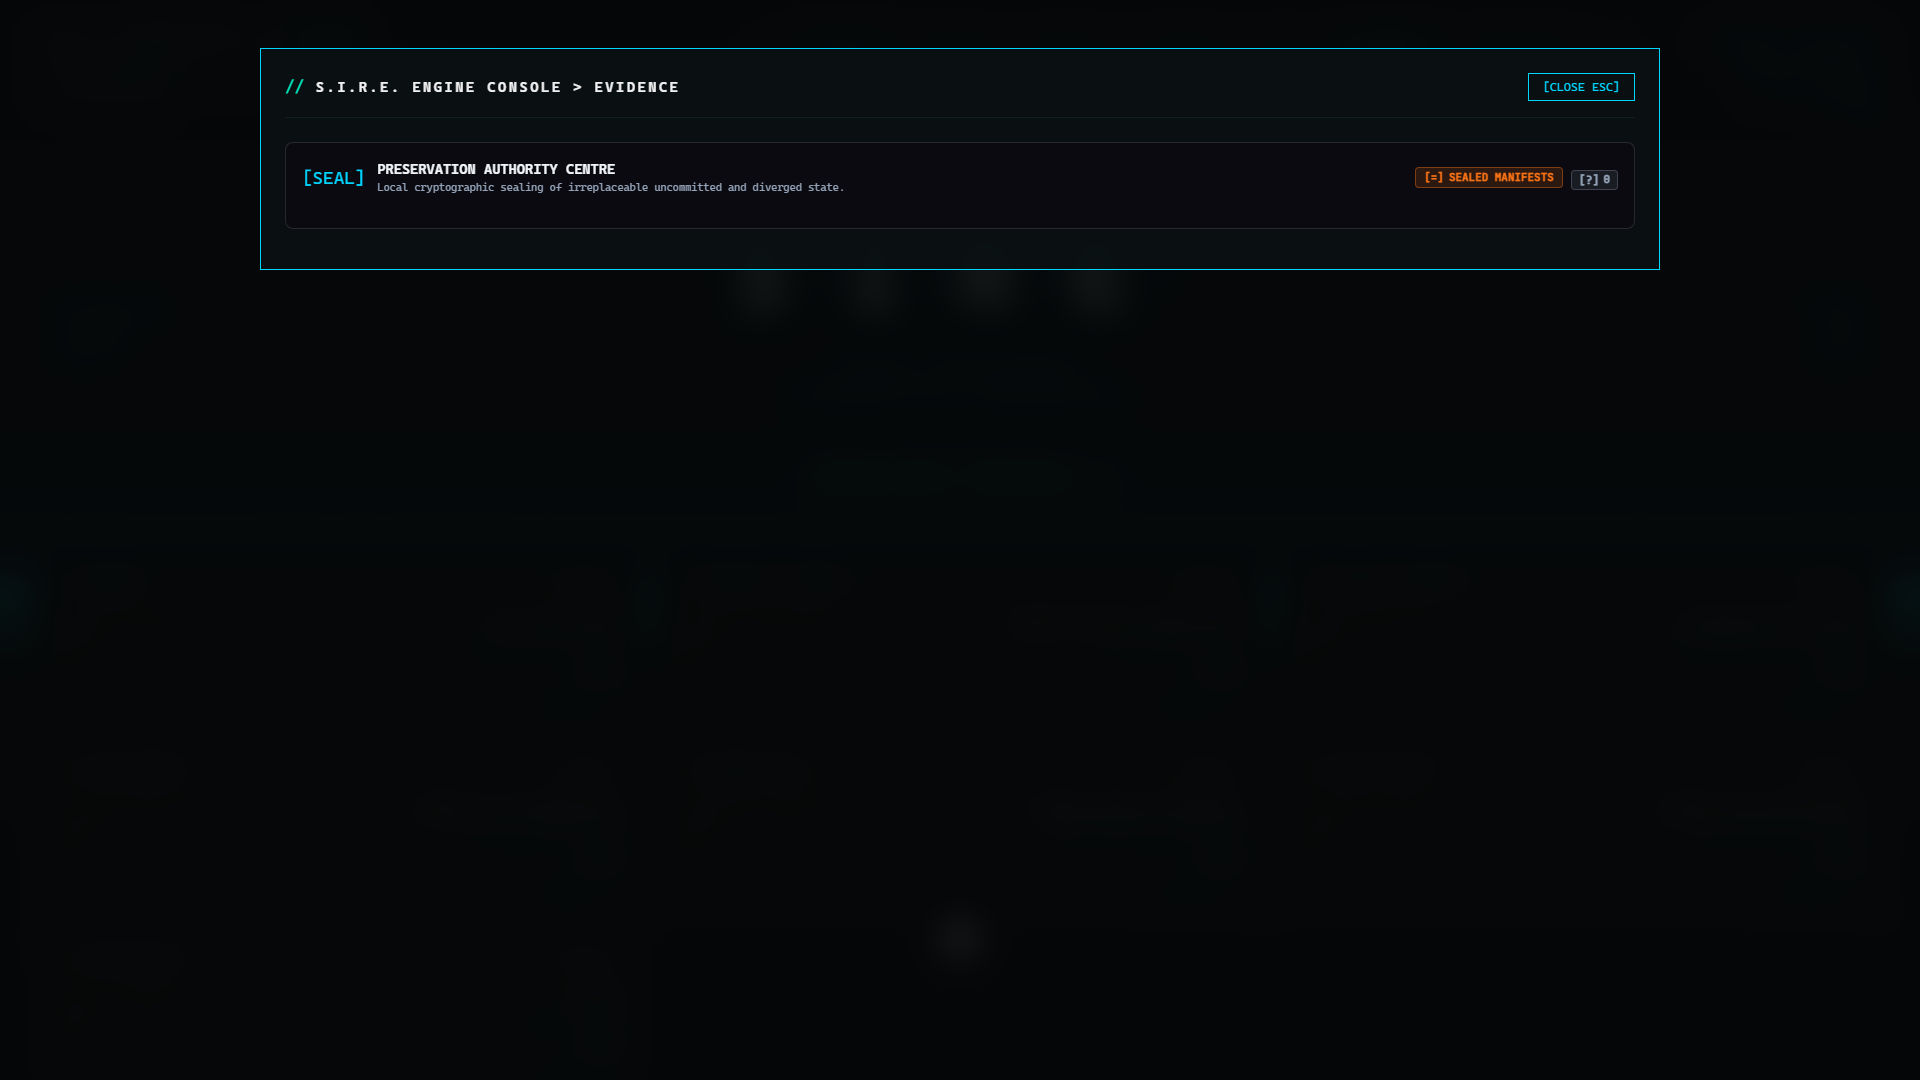 // S.I.R.E. ENGINE CONSOLE > EVIDENCE
[CLOSE ESC]
[SEAL]
PRESERVATION AUTHORITY CENTRE
Local cryptographic sealing of irreplaceable uncommitted and diverged state.
[=] SEALED MANIFESTS
[?] 0